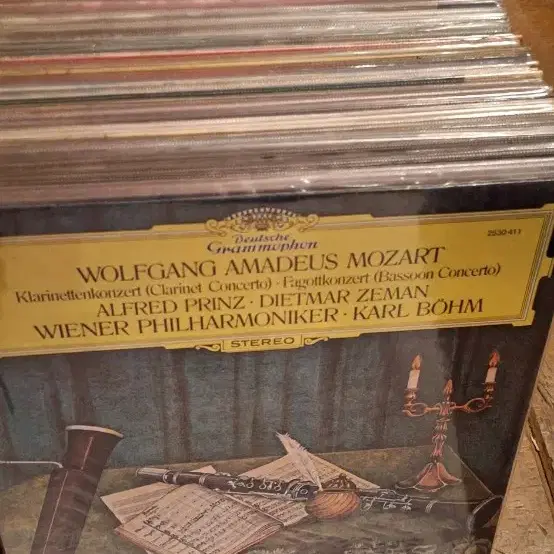 Deutsche
Grammophon
2530-411
WOLFGANG AMADEUS MOZART
Klarinettenkonzert (Clarinet Concerto) · Fagottkonzert (Bassoon Concerto)
ALFRED PRINZ · DIETMAR ZEMAN
WIENER PHILHARMONIKER · KARL BÖHM
STEREO